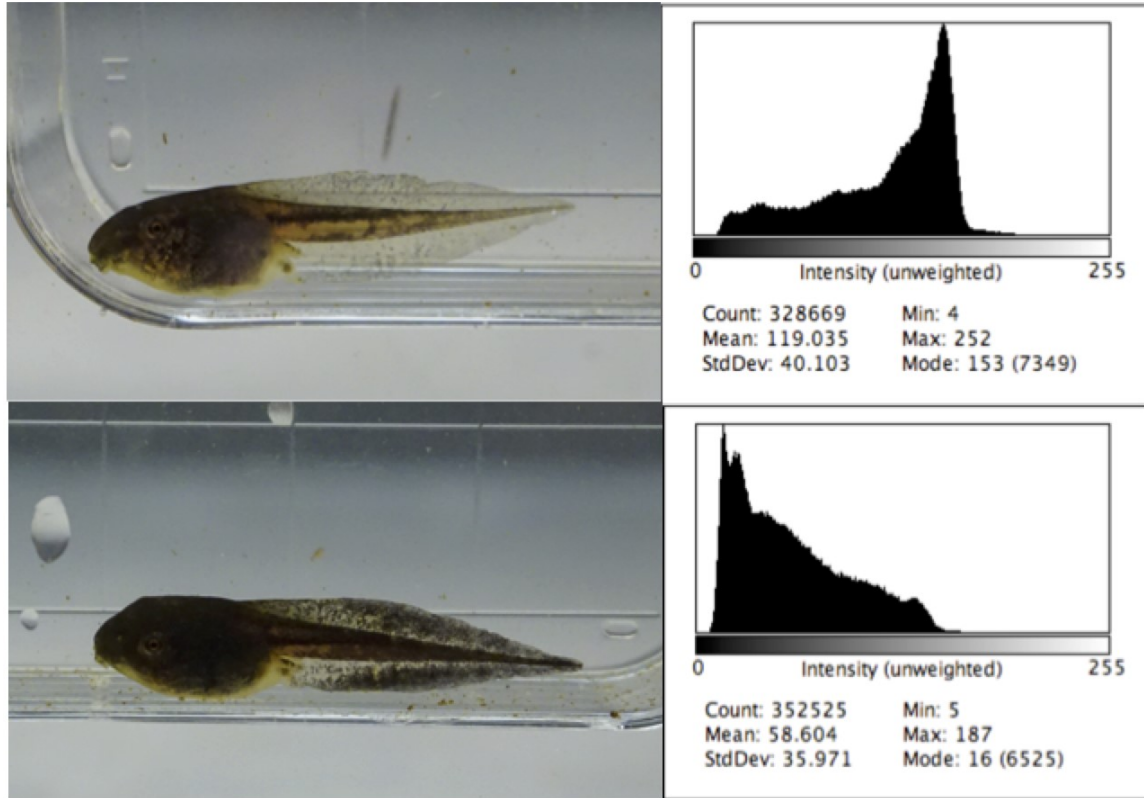 0 Intensity (unweighted) 255
Count: 328669 Min: 4
Mean: 119.035 Max: 252
StdDev: 40.103 Mode: 153 (7349)
0 Intensity (unweighted) 255
Count: 352525 Min: 5
Mean: 58.604 Max: 187
StdDev: 35.971 Mode: 16 (6525)